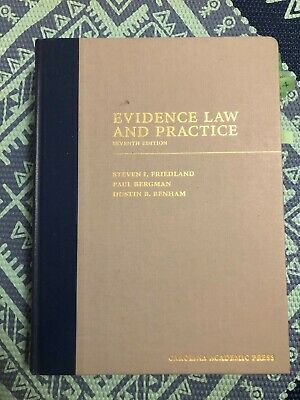 EVIDENCE LAW
AND PRACTICE
SEVENTH EDITION
STEVEN I. FRIEDLAND
PAUL BERGMAN
DUSTIN B. BENHAM
CAROLINA ACADEMIC PRESS